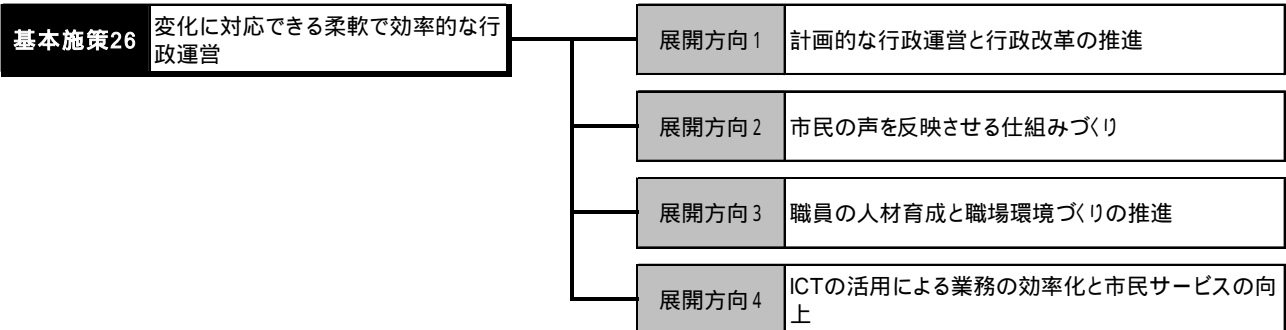 基本施策26
変化に対応できる柔軟で効率的な行
政運営
展開方向1
計画的な行政運営と行政改革の推進
展開方向2
市民の声を反映させる仕組みづくり
展開方向3
職員の人材育成と職場環境づくりの推進
展開方向4
ICTの活用による業務の効率化と市民サービスの向
上